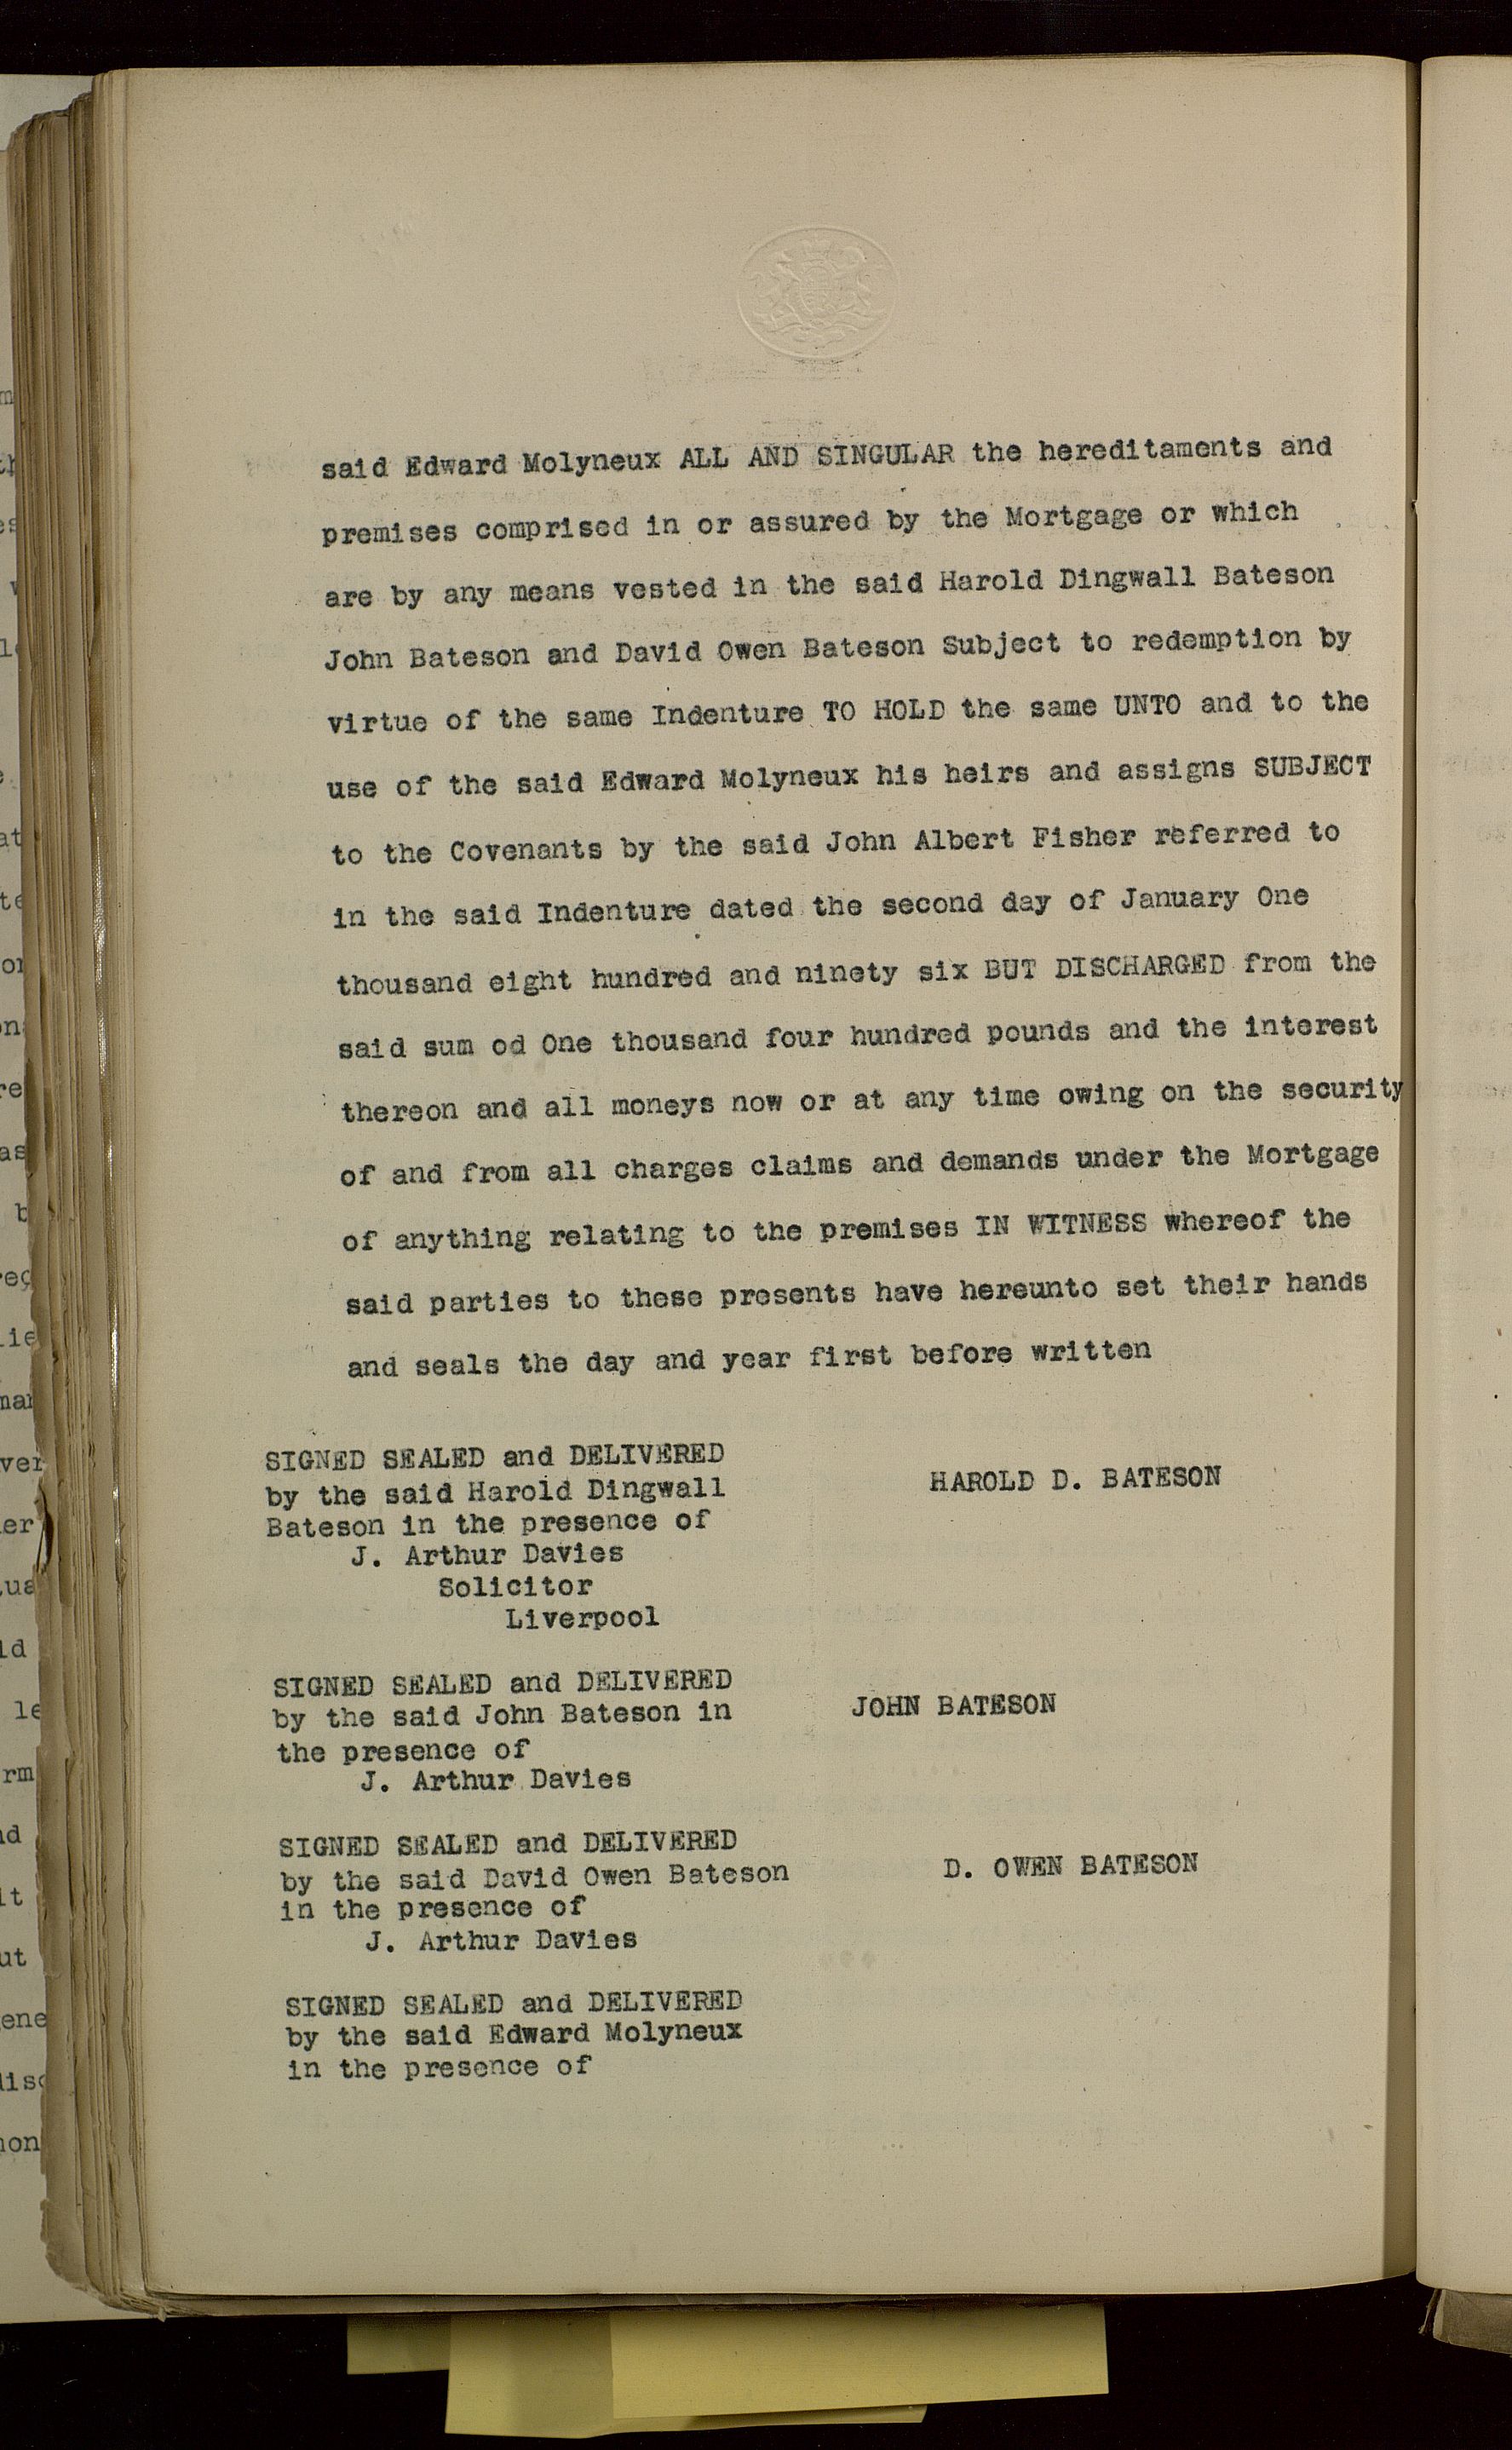 said Edward Molyneux ALL AND SINGULAR the hereditaments and
premises comprised in or assured by the Mortgage or which
are by any means vested in the said Harold Dingwall Bateson
John Bateson and David Owen Bateson Subject to redemption by
virtue of the same Indenture TO HOLD the same UNTO and to the
use of the said Edward Molyneux his heirs and assigns SUBJECT
to the Covenants by the said John Albert Fisher referred to
in the said Indenture dated the second day of January One
thousand eight hundred and ninety six BUT DISCHARGED from the
said sum od One thousand four hundred pounds and the interest
thereon and all moneys now or at any time owing on the security
of and from all charges claims and demands under the Mortgage
of anything relating to the premises IN WITNESS whereof the
said parties to these presents have hereunto set their hands
and seals the day and year first before written
SIGNED SEALED and DELIVERED
by the said Harold Dingwall
Bateson in the presence of
J. Arthur Davies
Solicitor
Liverpool
HAROLD D. BATESON
SIGNED SEALED and DELIVERED
by the said John Bateson in
the presence of
J. Arthur Davies
JOHN BATESON
SIGNED SEALED and DELIVERED
by the said David Owen Bateson
in the presence of
J. Arthur Davies
D. OWEN BATESON
SIGNED SEALED and DELIVERED
by the said Edward Molyneux
in the presence of